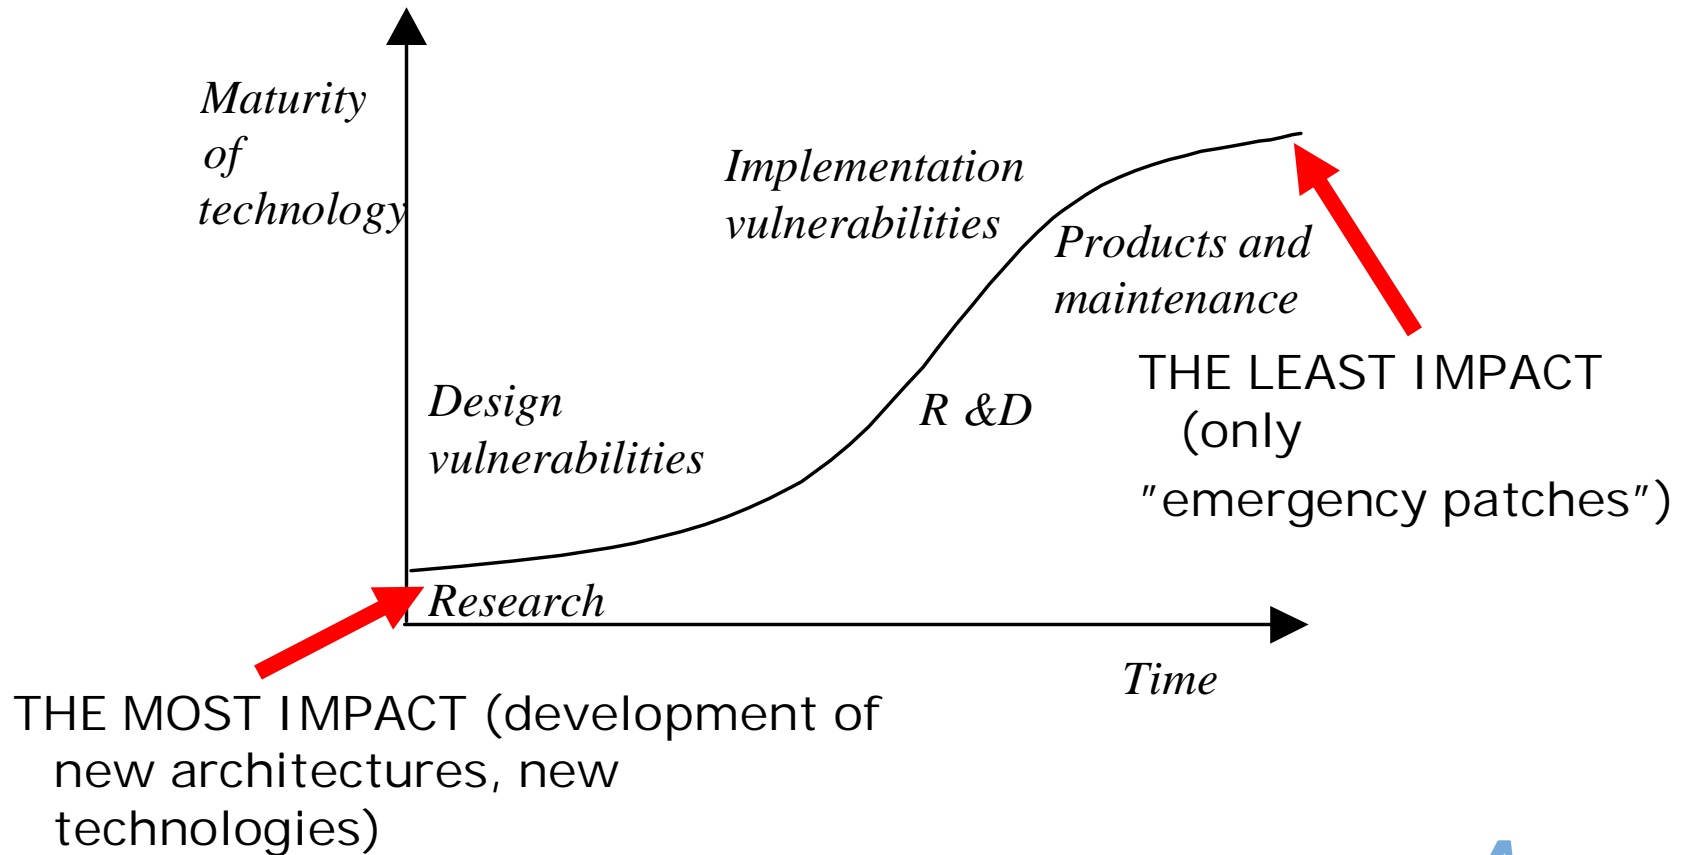 Maturity
of
technology
Implementation
vulnerabilities
Products and
maintenance
THE LEAST IMPACT
(only
"emergency patches")
Design
vulnerabilities
R &D
Research
Time
THE MOST IMPACT (development of
new architectures, new
technologies)